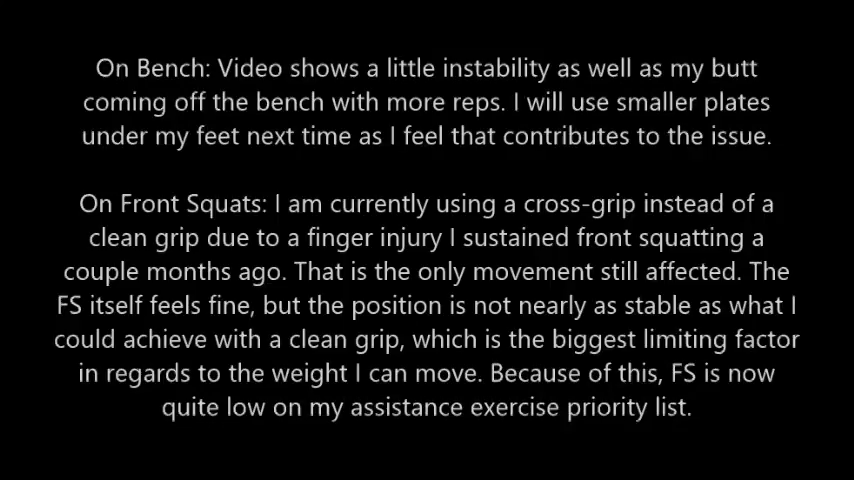 On Bench: Video shows a little instability as well as my butt
coming off the bench with more reps. I will use smaller plates
under my feet next time as I feel that contributes to the issue.
On Front Squats: I am currently using a cross-grip instead of a
clean grip due to a finger injury I sustained front squatting a
couple months ago. That is the only movement still affected. The
FS itself feels fine, but the position is not nearly as stable as what I
could achieve with a clean grip, which is the biggest limiting factor
in regards to the weight I can move. Because of this, FS is now
quite low on my assistance exercise priority list.